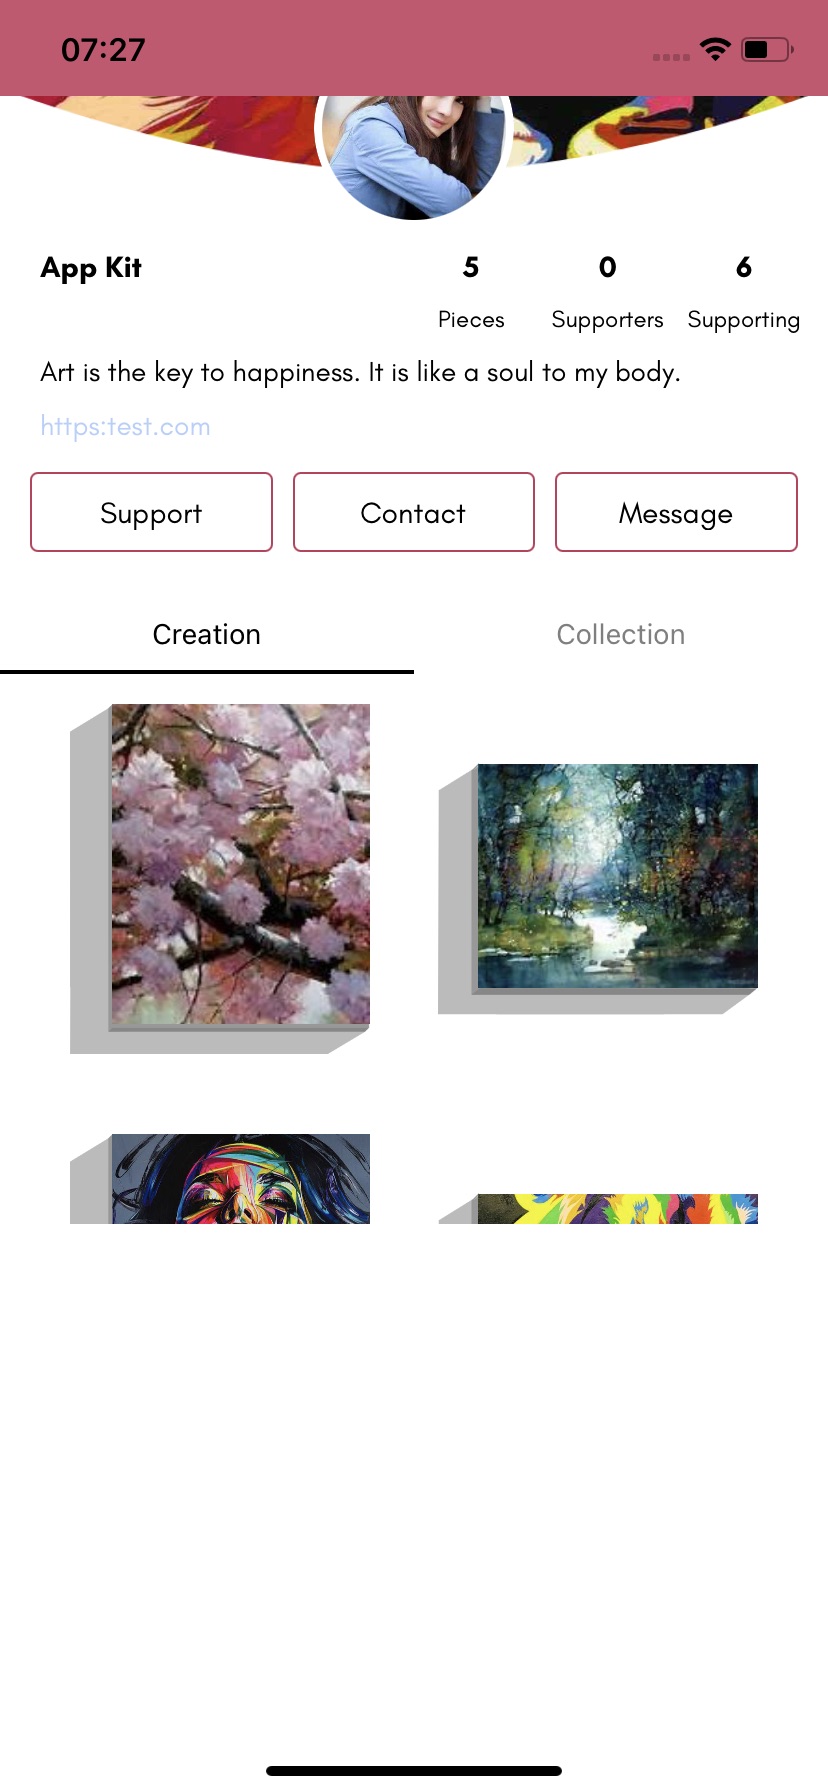 07:27
App Kit
5 0 6
Pieces Supporters Supporting
Art is the key to happiness. It is like a soul to my body.
https:test.com
Support Contact Message
Creation Collection